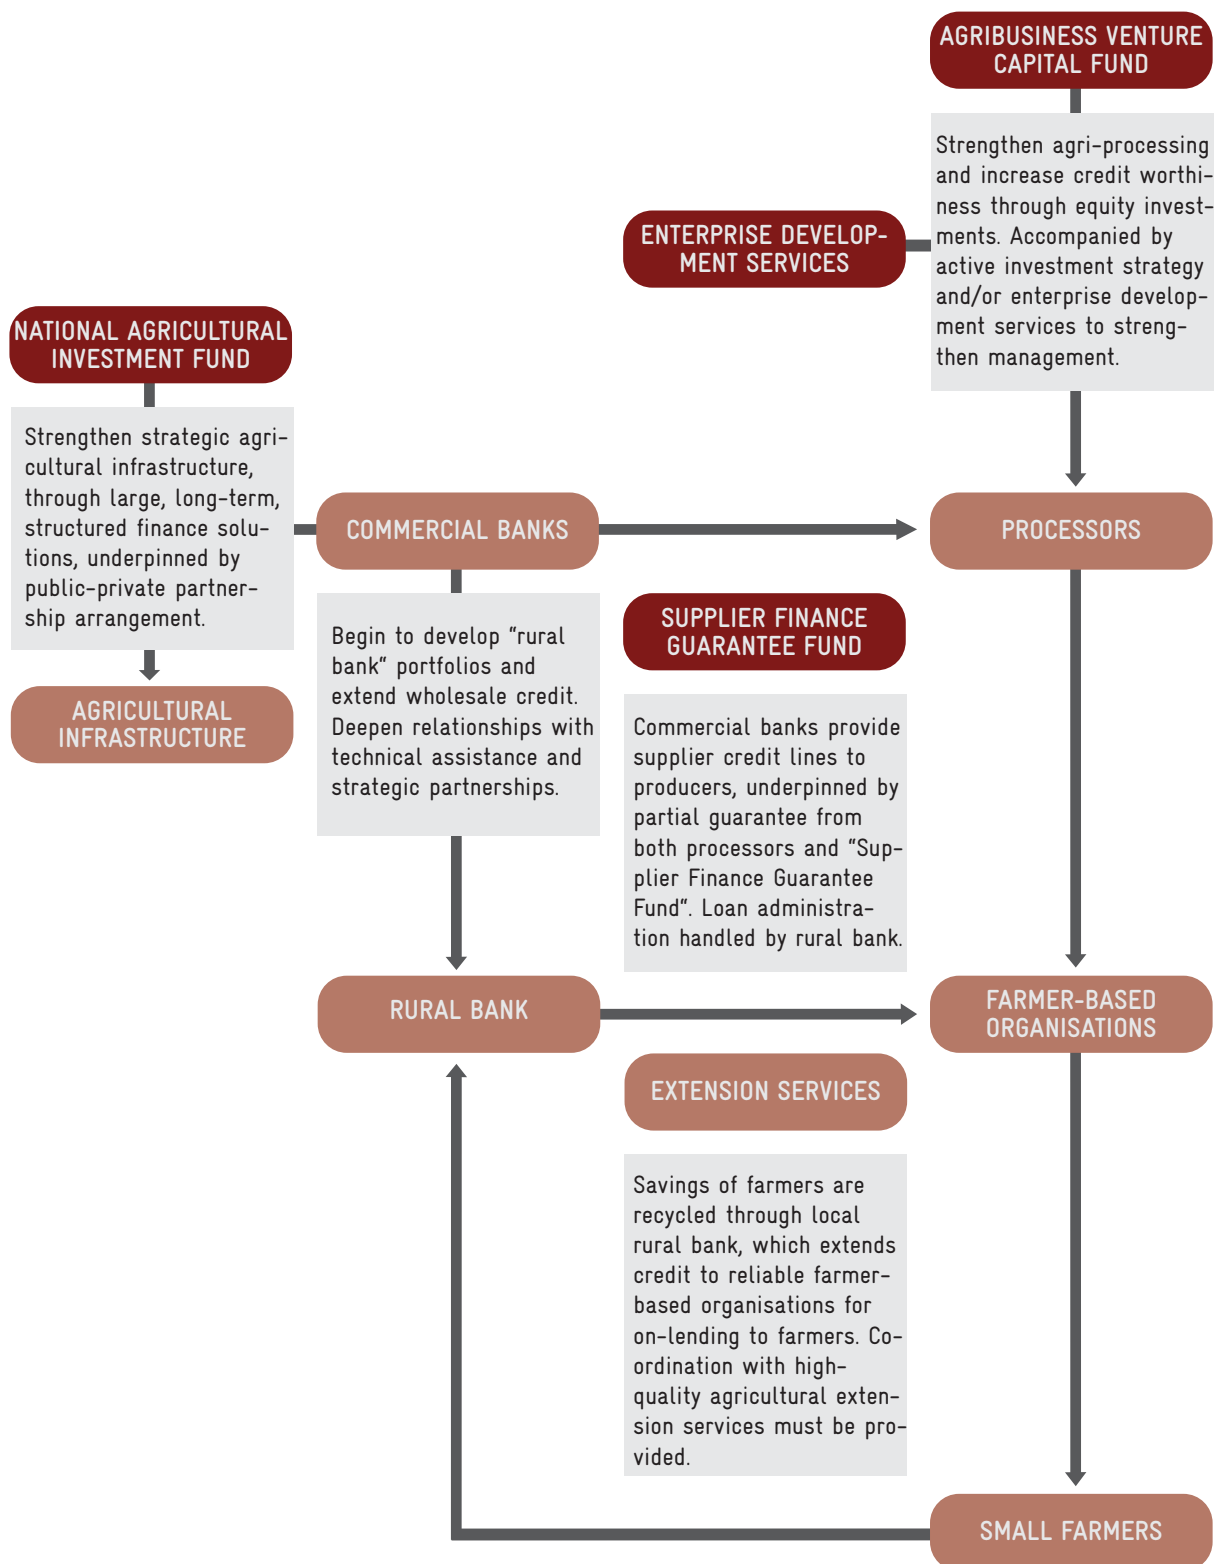 AGRIBUSINESS VENTURE
CAPITAL FUND
Strengthen agri-processing
and increase credit worthi-
ness through equity invest-
ments. Accompanied by
active investment strategy
and/or enterprise develop-
ment services to streng-
then management.
ENTERPRISE DEVELOP-
MENT SERVICES
NATIONAL AGRICULTURAL
INVESTMENT FUND
Strengthen strategic agri-
cultural infrastructure,
through large, long-term,
structured finance solu-
tions, underpinned by
public-private partner-
ship arrangement.
COMMERCIAL BANKS
PROCESSORS
AGRICULTURAL
INFRASTRUCTURE
Begin to develop “rural
bank“ portfolios and
extend wholesale credit.
Deepen relationships with
technical assistance and
strategic partnerships.
SUPPLIER FINANCE
GUARANTEE FUND
Commercial banks provide
supplier credit lines to
producers, underpinned by
partial guarantee from
both processors and “Sup-
plier Finance Guarantee
Fund“. Loan administra-
tion handled by rural bank.
RURAL BANK
FARMER-BASED
ORGANISATIONS
EXTENSION SERVICES
Savings of farmers are
recycled through local
rural bank, which extends
credit to reliable farmer-
based organisations for
on-lending to farmers. Co-
ordination with high-
quality agricultural exten-
sion services must be pro-
vided.
SMALL FARMERS